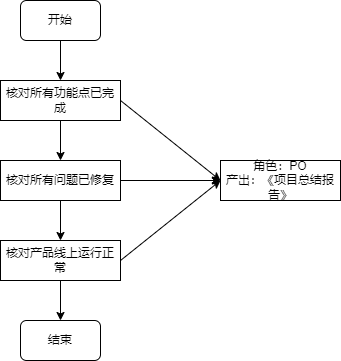 开始
核对所有功能点已完
成
核对所有问题已修复
角色：PO
产出：《项目总结报
告》
核对产品线上运行正
常
结束